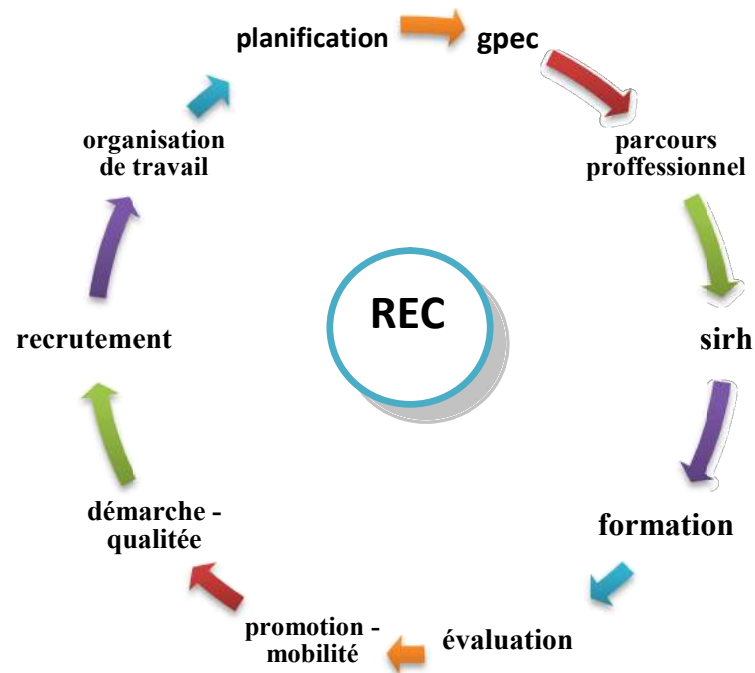 planification
gpec
parcours
proffessionnel
sirh
formation
évaluation
promotion -
mobilité
démarche -
qualitée
recrutement
organisation
de travail
REC